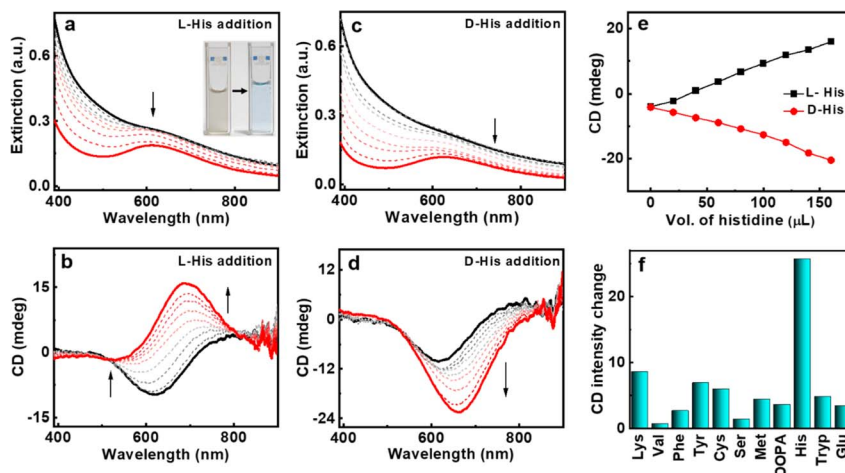 a
L-His addition
Extinction (a.u.)
0.6
0.3
0.0
400
600
800
Wavelength (nm)
c
D-His addition
Extinction (a.u.)
0.6
0.3
0.0
400
600
800
Wavelength (nm)
e
CD (mdeg)
20
0
-20
0
50
100
150
L- His
D-His
Vol. of histidine (μL)
b
L-His addition
CD (mdeg)
15
0
-15
400
600
800
Wavelength (nm)
d
D-His addition
CD (mdeg)
12
0
-12
-24
400
600
800
Wavelength (nm)
f
CD intensity change
20
10
0
Lys
Val
Phe
Tyr
Cys
Ser
Met
DOPA
His
Tryp
Glu